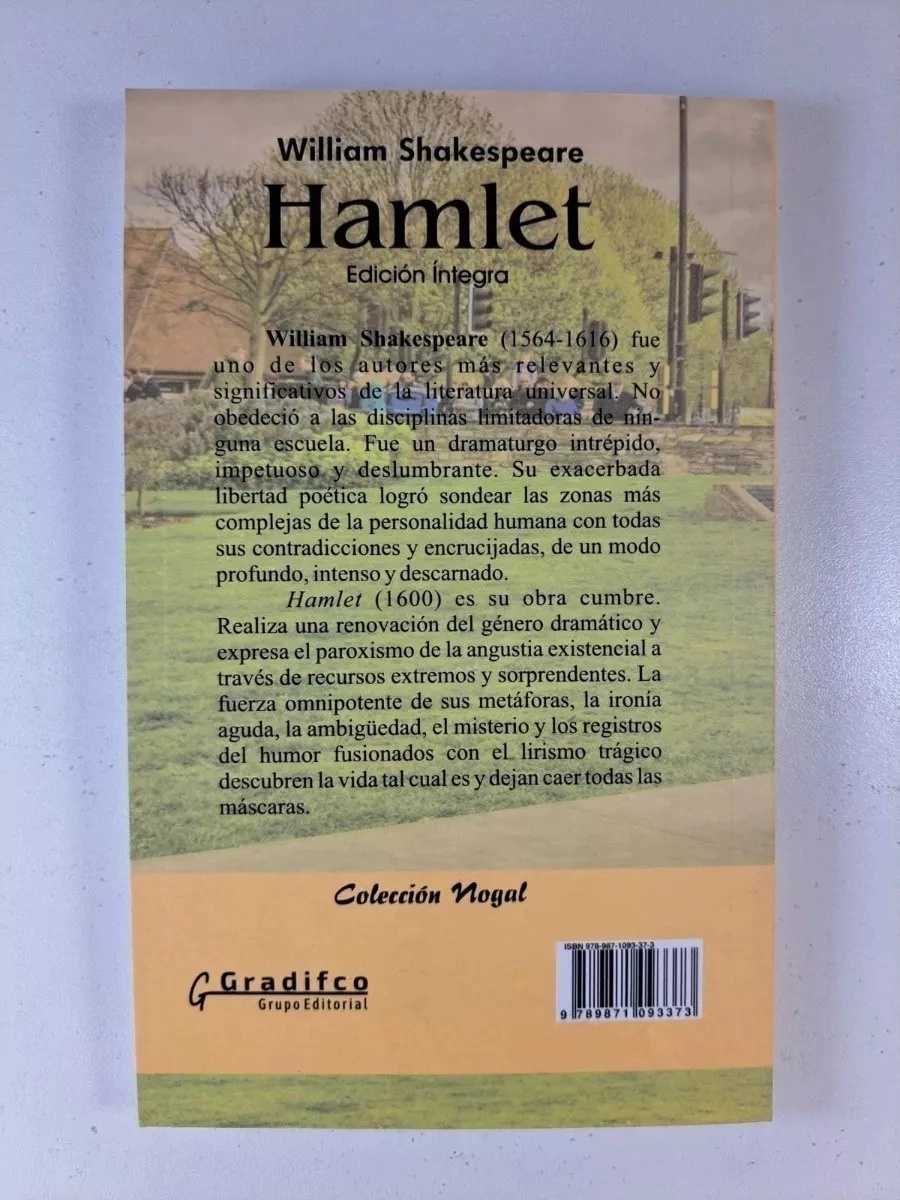 William Shakespeare
Hamlet
Edición Íntegra
William Shakespeare (1564-1616) fue
uno de los autores más relevantes y
significativos de la literatura universal. No
obedeció a las disciplinas limitadoras de nin-
guna escuela. Fue un dramaturgo intrépido,
impetuoso y deslumbrante. Su exacerbada
libertad poética logró sondear las zonas más
complejas de la personalidad humana con todas
sus contradicciones y encrucijadas, de un modo
profundo, intenso y descarnado.
Hamlet (1600) es su obra cumbre.
Realiza una renovación del género dramático y
expresa el paroxismo de la angustia existencial a
través de recursos extremos y sorprendentes. La
fuerza omnipotente de sus metáforas, la ironía
aguda, la ambigüedad, el misterio y los registros
del humor fusionados con el lirismo trágico
descubren la vida tal cual es y dejan caer todas las
máscaras.
Colección Nogal
ISBN 978-987-1093-37-3
G Gradifco
Grupo Editorial
9 789871 093373